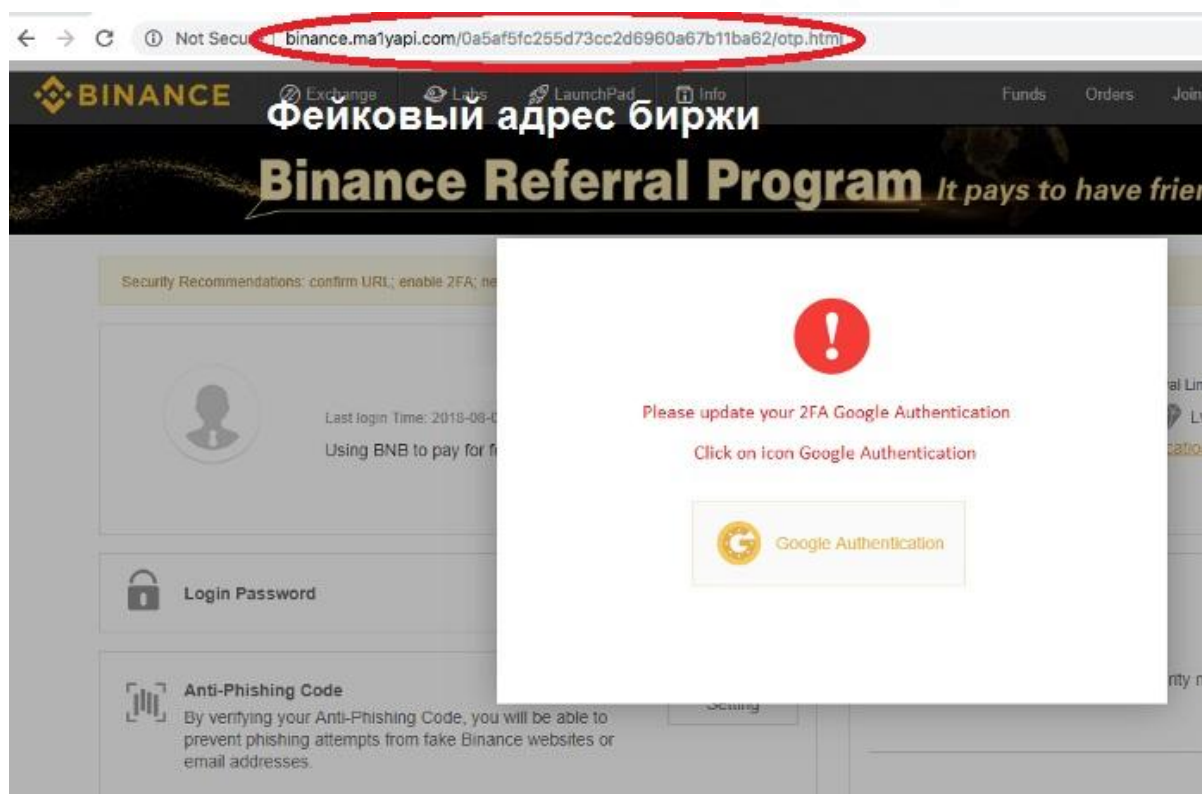 Not Secu
binance.ma1yapi.com/0a5af5fc255d73cc2d6960a67b11ba62/otp.html
BINANCE
Exchange
Labs
LaunchPad
Info
Funds
Orders
Join
Фейковый адрес биржи
Binance Referral Program It pays to have frien
Security Recommendations: confirm URL; enable 2FA; ne
Please update your 2FA Google Authentication
Click on icon Google Authentication
Google Authentication
Last login Time: 2018-08-0
Using BNB to pay for f
Login Password
Anti-Phishing Code
By verifying your Anti-Phishing Code, you will be able to
prevent phishing attempts from fake Binance websites or
email addresses.
Setting